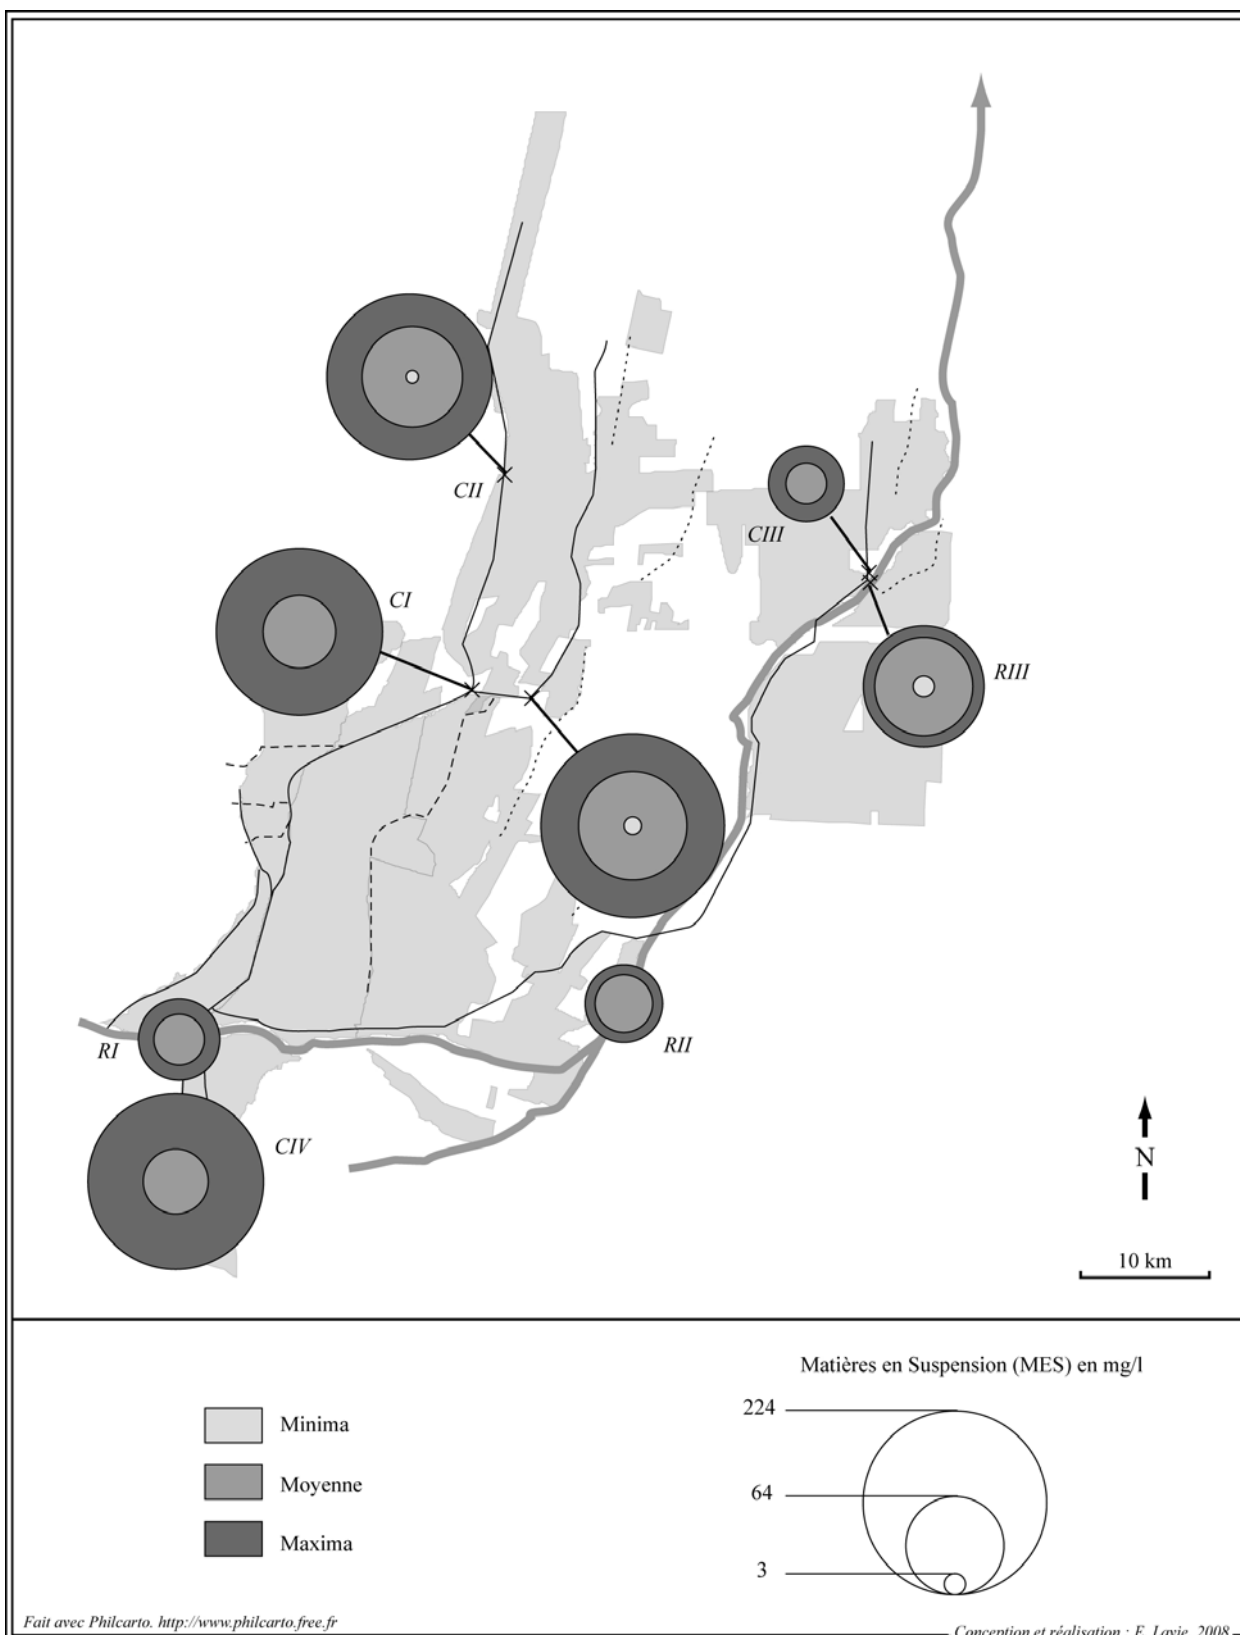 CII
CIII
CI
RIII
RI
RII
CIV
N
10 km
Matières en Suspension (MES) en mg/l
224
Minima
64
Moyenne
3
Maxima
Fait avec Philcarto. http://www.philcarto.free.fr
Conception et réalisation : E. Lavie, 2008